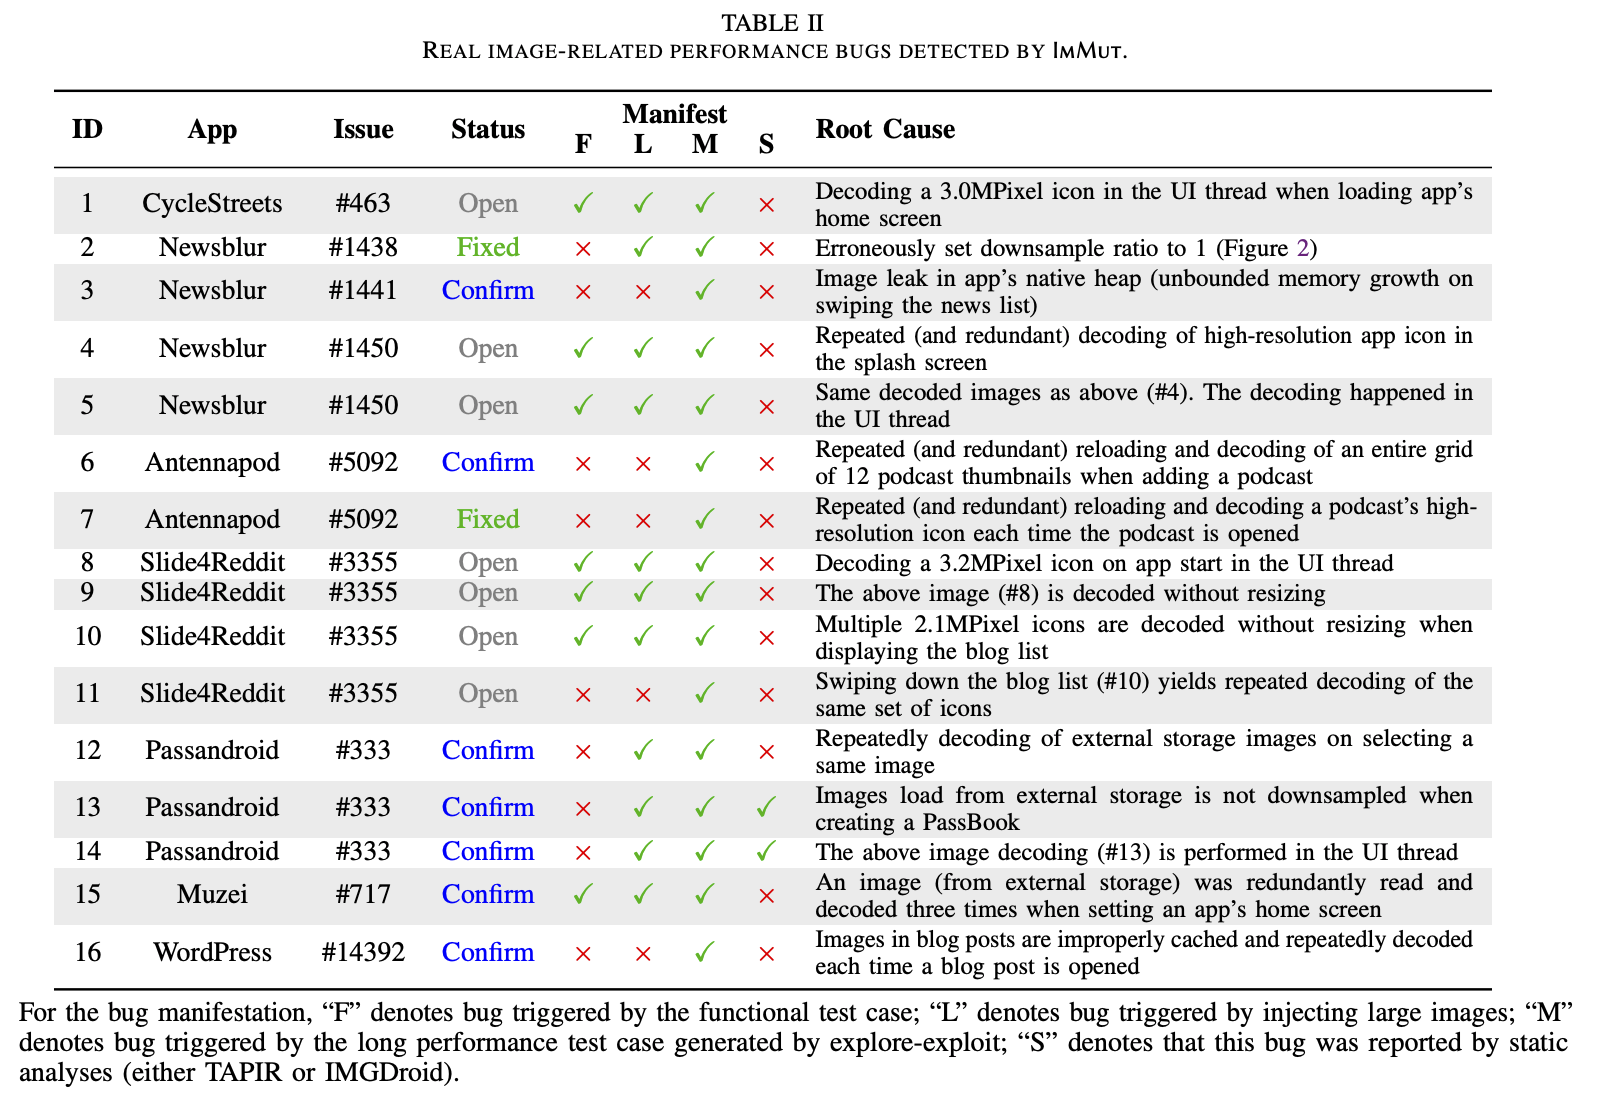 TABLE II
REAL IMAGE-RELATED PERFORMANCE BUGS DETECTED BY IMMUT.
ID App Issue Status Manifest F L M S Root Cause
1 CycleStreets #463 Open ✓ ✓ ✓ × Decoding a 3.0MPixel icon in the UI thread when loading app's
home screen
2 Newsblur #1438 Fixed × ✓ ✓ × Erroneously set downsample ratio to 1 (Figure 2)
3 Newsblur #1441 Confirm × × ✓ × Image leak in app's native heap (unbounded memory growth on
swiping the news list)
4 Newsblur #1450 Open ✓ ✓ ✓ × Repeated (and redundant) decoding of high-resolution app icon in
the splash screen
5 Newsblur #1450 Open ✓ ✓ ✓ × Same decoded images as above (#4). The decoding happened in
the UI thread
6 Antennapod #5092 Confirm × × ✓ × Repeated (and redundant) reloading and decoding of an entire grid
of 12 podcast thumbnails when adding a podcast
7 Antennapod #5092 Fixed × × ✓ × Repeated (and redundant) reloading and decoding a podcast's high-
resolution icon each time the podcast is opened
8 Slide4Reddit #3355 Open ✓ ✓ ✓ × Decoding a 3.2MPixel icon on app start in the UI thread
9 Slide4Reddit #3355 Open ✓ ✓ ✓ × The above image (#8) is decoded without resizing
10 Slide4Reddit #3355 Open ✓ ✓ ✓ × Multiple 2.1MPixel icons are decoded without resizing when
displaying the blog list
11 Slide4Reddit #3355 Open × × ✓ × Swiping down the blog list (#10) yields repeated decoding of the
same set of icons
12 Passandroid #333 Confirm × ✓ ✓ × Repeatedly decoding of external storage images on selecting a
same image
13 Passandroid #333 Confirm × ✓ ✓ ✓ Images load from external storage is not downsampled when
creating a PassBook
14 Passandroid #333 Confirm × ✓ ✓ ✓ The above image decoding (#13) is performed in the UI thread
15 Muzei #717 Confirm ✓ ✓ ✓ × An image (from external storage) was redundantly read and
decoded three times when setting an app's home screen
16 WordPress #14392 Confirm × × ✓ × Images in blog posts are improperly cached and repeatedly decoded
each time a blog post is opened
For the bug manifestation, “F” denotes bug triggered by the functional test case; “L” denotes bug triggered by injecting large images; “M”
denotes bug triggered by the long performance test case generated by explore-exploit; “S” denotes that this bug was reported by static
analyses (either TAPIR or IMGDroid).